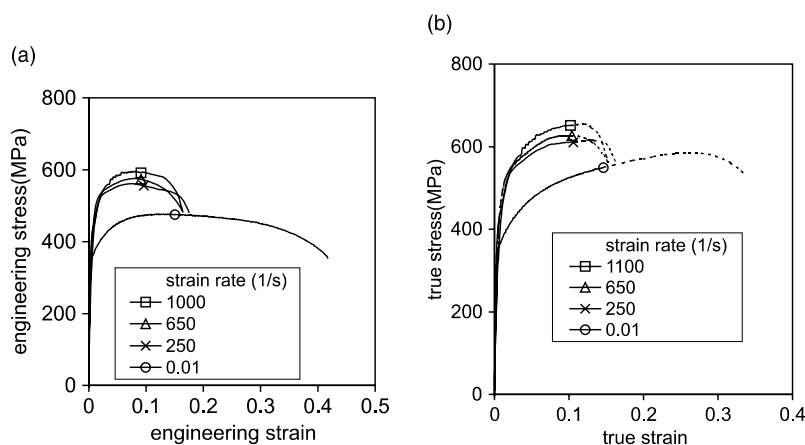 (a)
800
600
400
200
0
engineering stress(MPa)
strain rate (1/s)
1000
650
250
0.01
0 0.1 0.2 0.3 0.4 0.5
engineering strain
(b)
800
600
400
200
0
true stress(MPa)
strain rate (1/s)
1100
650
250
0.01
0 0.1 0.2 0.3 0.4
true strain